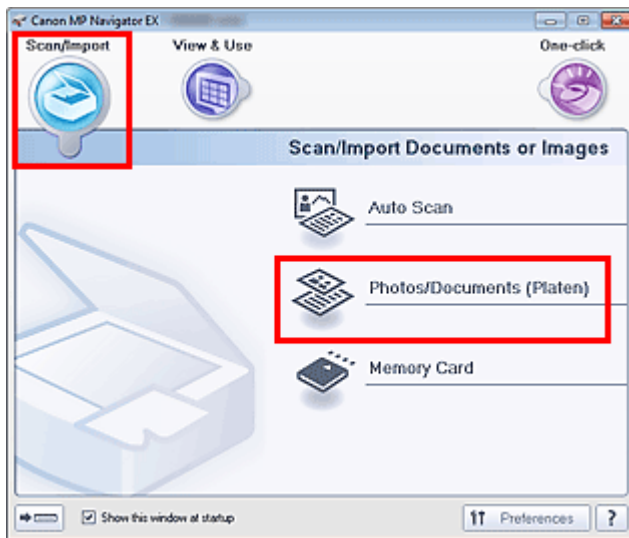 Canon MP Navigator EX
Scan/Import
View & Use
One-click
Scan/Import Documents or Images
Auto Scan
Photos/Documents (Platen)
Memory Card
Show this window at startup
Preferences
?